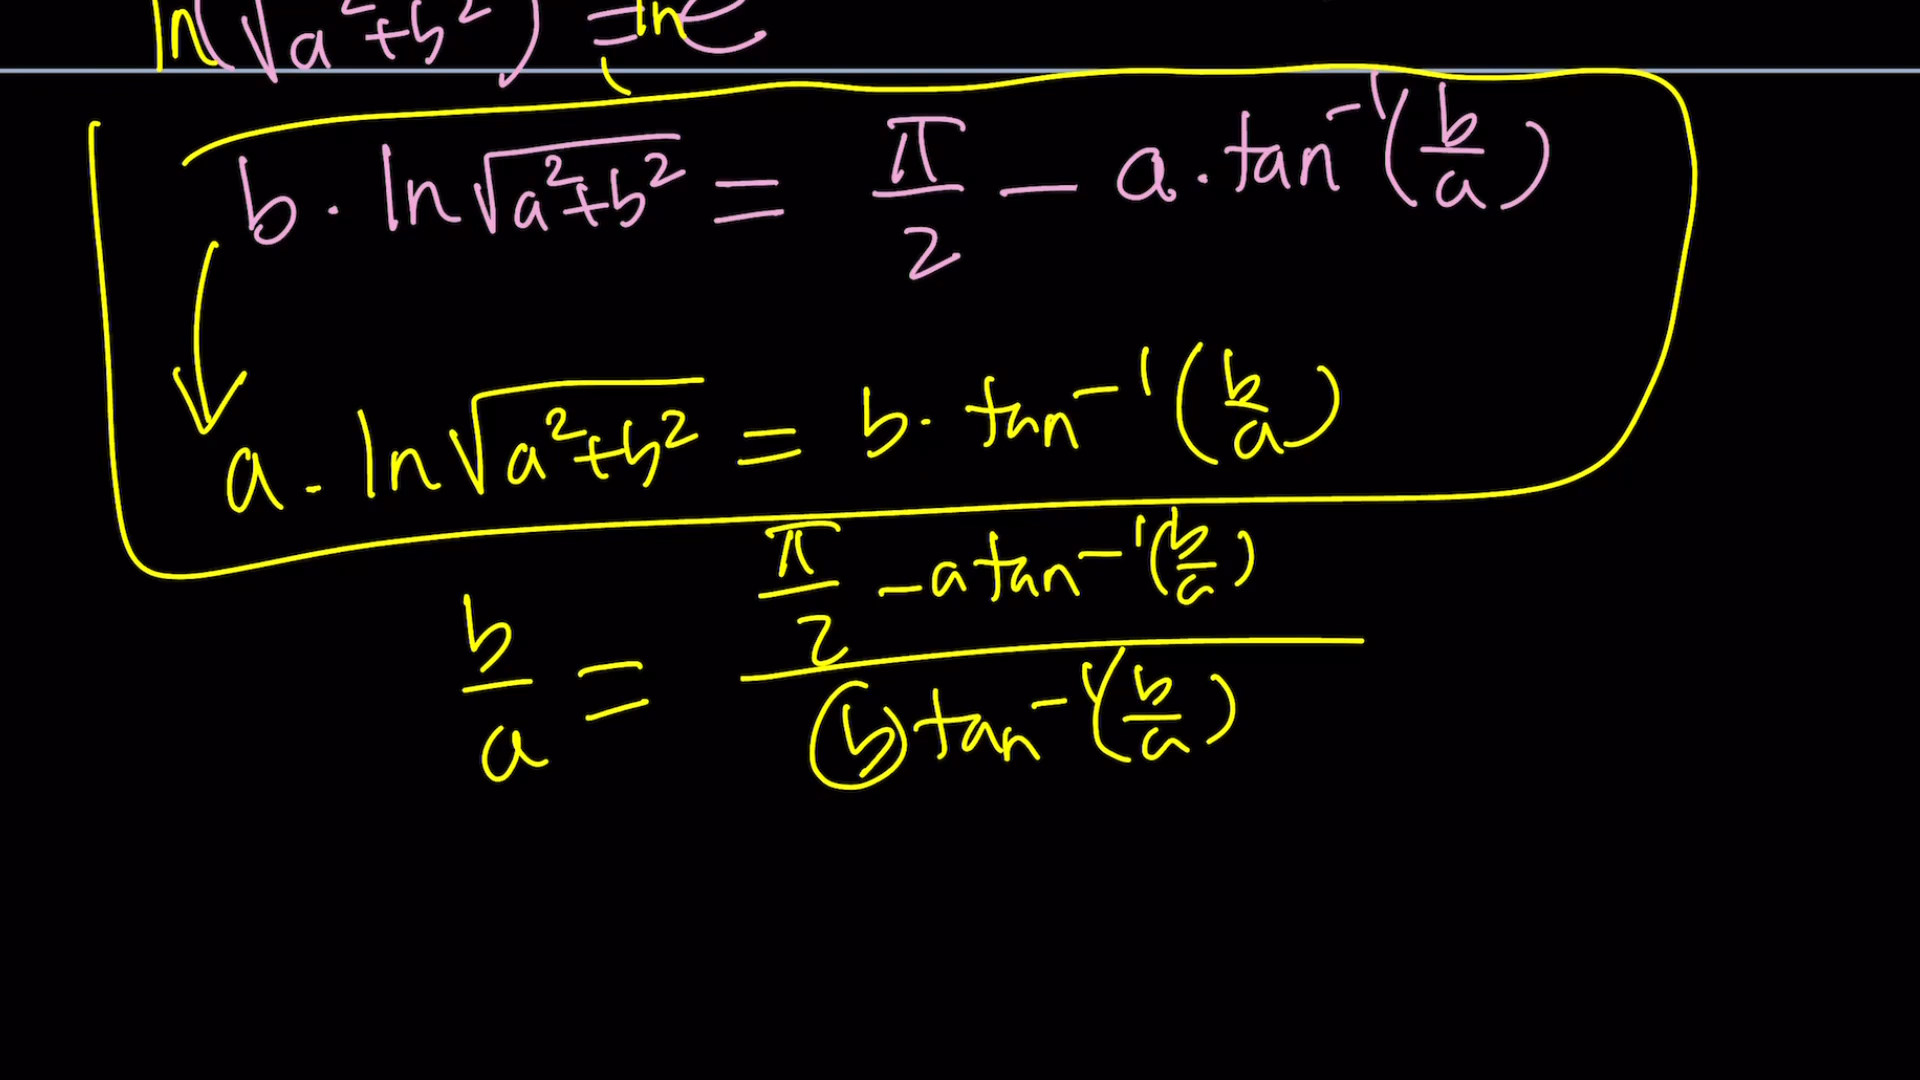 ln(√a²+b²) = ln e
b · ln√a²+b² = π/2 − a · tan⁻¹(b/a)
a · ln√a²+b² = b · tan⁻¹(b/a)
b/a = (π/2 − a tan⁻¹(b/a)) / (b tan⁻¹(b/a))